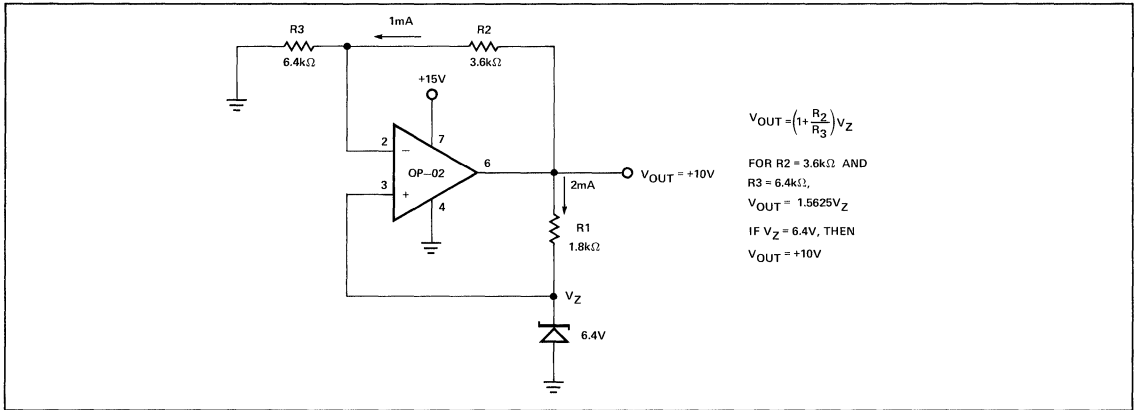 1mA
R3
6.4kΩ
R2
3.6kΩ
+15V
7
2
−
OP–02
3
+
4
6
VOUT = +10V
2mA
R1
1.8kΩ
VZ
6.4V
VOUT = (1+ R2/R3) VZ
FOR R2 = 3.6kΩ AND
R3 = 6.4kΩ,
VOUT = 1.5625VZ
IF VZ = 6.4V, THEN
VOUT = +10V